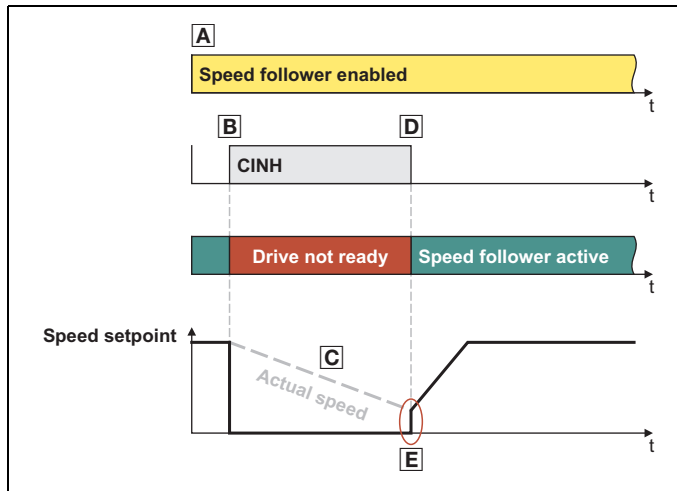 A
Speed follower enabled
t
B
D
CINH
t
Drive not ready
Speed follower active
t
Speed setpoint
C
Actual speed
t
E